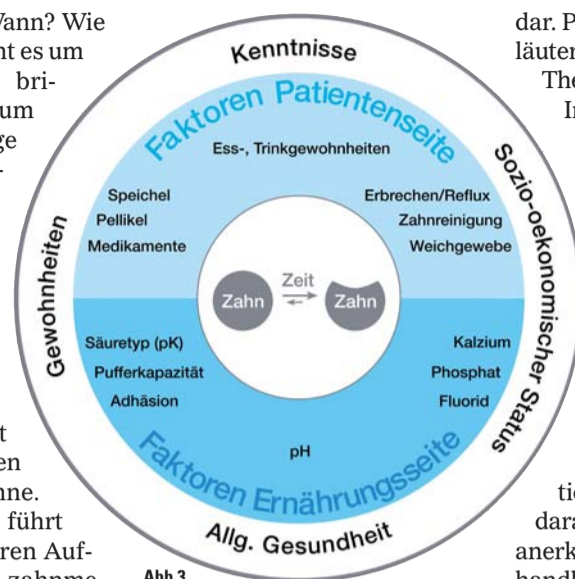 Wann? Wie
nt es um
bri-
um
ge
-
t
en
nne.
führt
ren Auf-
zahnme-
dar. P
läuter
The
In
tic
dara
anerk
handl
Kenntnisse
Sozio-oekonomischer Status
Allg. Gesundheit
Gewohnheiten
Faktoren Patientenseite
Ess-, Trinkgewohnheiten
Speichel
Pellikel
Medikamente
Erbrechen/Reflux
Zahnreinigung
Weichgewebe
Zahn
Zeit
Zahn
Säuretyp (pK)
Pufferkapazität
Adhäsion
Kalzium
Phosphat
Fluorid
pH
Faktoren Ernährungsseite
Abb 3